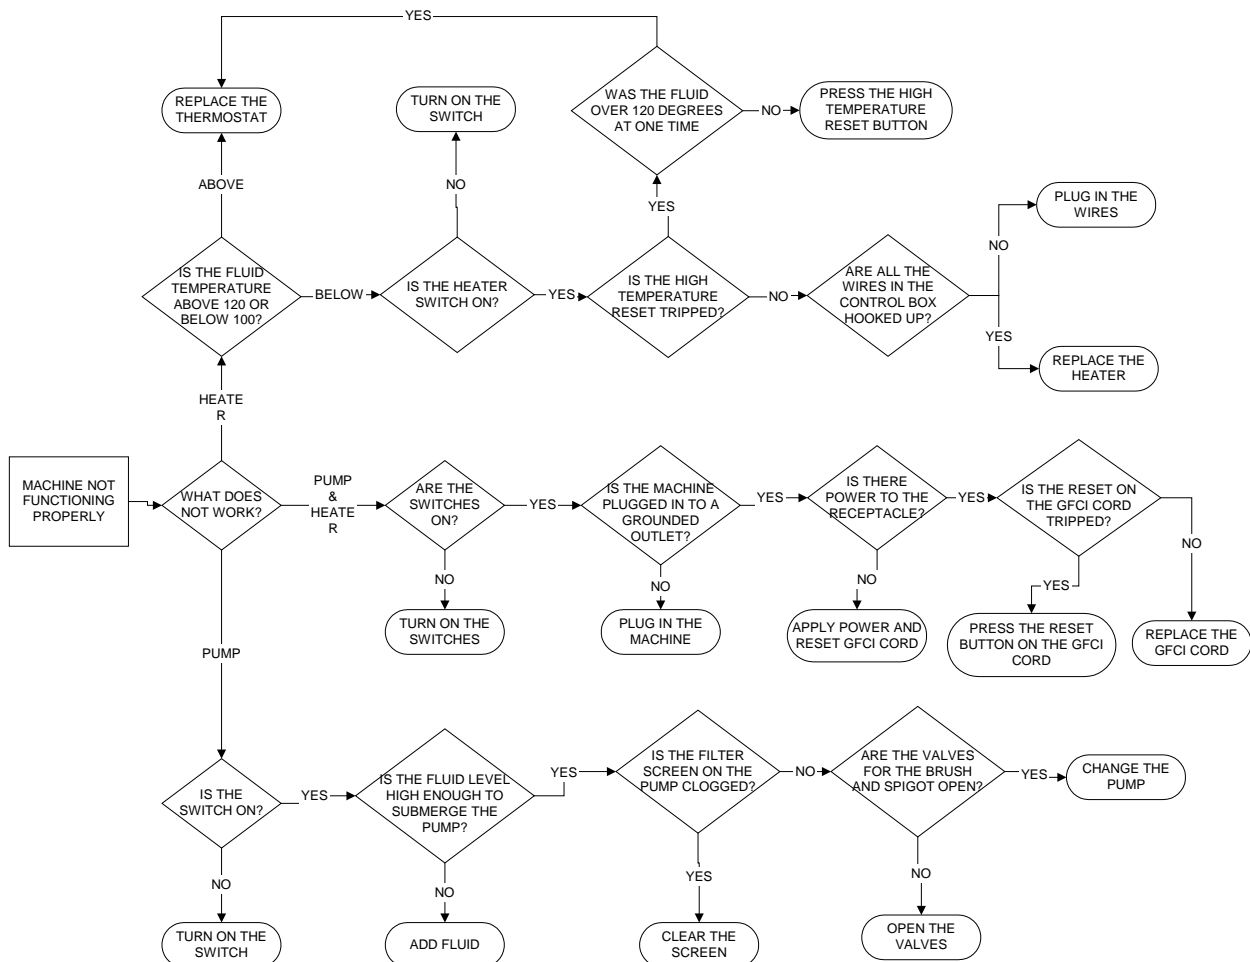 YES
REPLACE THE
THERMOSTAT
TURN ON THE
SWITCH
WAS THE FLUID
OVER 120 DEGREES
AT ONE TIME
NO
PRESS THE HIGH
TEMPERATURE
RESET BUTTON
ABOVE
NO
YES
PLUG IN THE
WIRES
NO
IS THE FLUID
TEMPERATURE
ABOVE 120 OR
BELOW 100?
BELOW
IS THE HEATER
SWITCH ON?
YES
IS THE HIGH
TEMPERATURE
RESET TRIPPED?
NO
ARE ALL THE
WIRES IN THE
CONTROL BOX
HOOKED UP?
YES
REPLACE THE
HEATER
HEATE
R
MACHINE NOT
FUNCTIONING
PROPERLY
WHAT DOES
NOT WORK?
PUMP
&
HEATE
R
ARE THE
SWITCHES
ON?
YES
IS THE MACHINE
PLUGGED IN TO A
GROUNDED
OUTLET?
YES
IS THERE
POWER TO THE
RECEPTACLE?
YES
IS THE RESET ON
THE GFCI CORD
TRIPPED?
NO
NO
NO
NO
YES
TURN ON THE
SWITCHES
PLUG IN THE
MACHINE
APPLY POWER AND
RESET GFCI CORD
PRESS THE RESET
BUTTON ON THE GFCI
CORD
REPLACE THE
GFCI CORD
PUMP
IS THE
SWITCH ON?
YES
IS THE FLUID LEVEL
HIGH ENOUGH TO
SUBMERGE THE
PUMP?
YES
IS THE FILTER
SCREEN ON THE
PUMP CLOGGED?
NO
ARE THE VALVES
FOR THE BRUSH
AND SPIGOT OPEN?
YES
CHANGE THE
PUMP
NO
NO
YES
NO
TURN ON THE
SWITCH
ADD FLUID
CLEAR THE
SCREEN
OPEN THE
VALVES